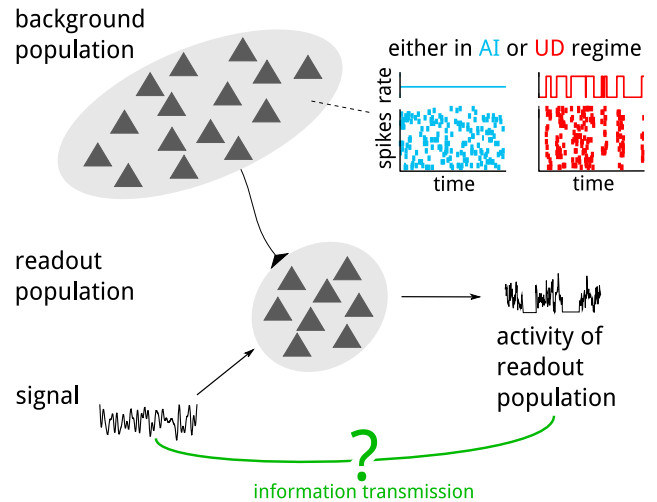 background
population
either in AI or UD regime
rate
spikes
time
time
readout
population
activity of
readout
population
signal
?
information transmission